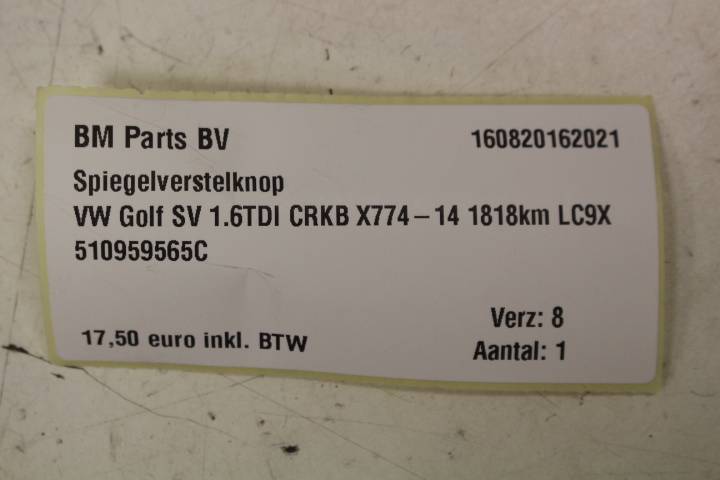 BM Parts BV 160820162021
Spiegelverstelknop
VW Golf SV 1.6TDI CRKB X774-14 1818km LC9X
510959565C
Verz: 8
17,50 euro inkl. BTW
Aantal: 1